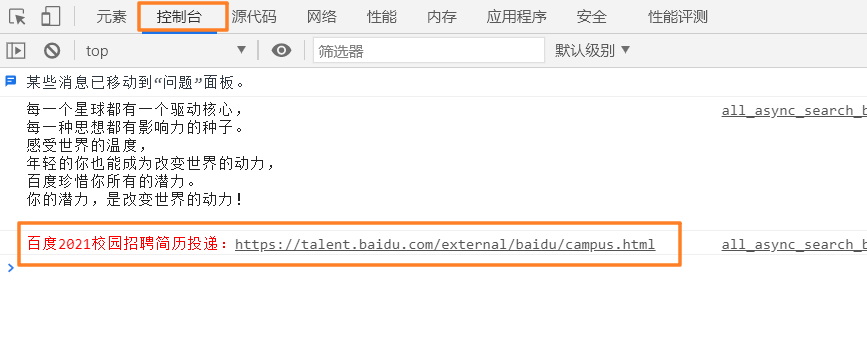 元素 控制台 源代码 网络 性能 内存 应用程序 安全 性能评测
top 筛选器 默认级别
某些消息已移动到“问题”面板。
每一个星球都有一个驱动核心， all_async_search_b
每一种思想都有影响力的种子。
感受世界的温度，
年轻的你也能成为改变世界的动力，
百度珍惜你所有的潜力。
你的潜力，是改变世界的动力！
百度2021校园招聘简历投递：https://talent.baidu.com/external/baidu/campus.html all_async_search_b